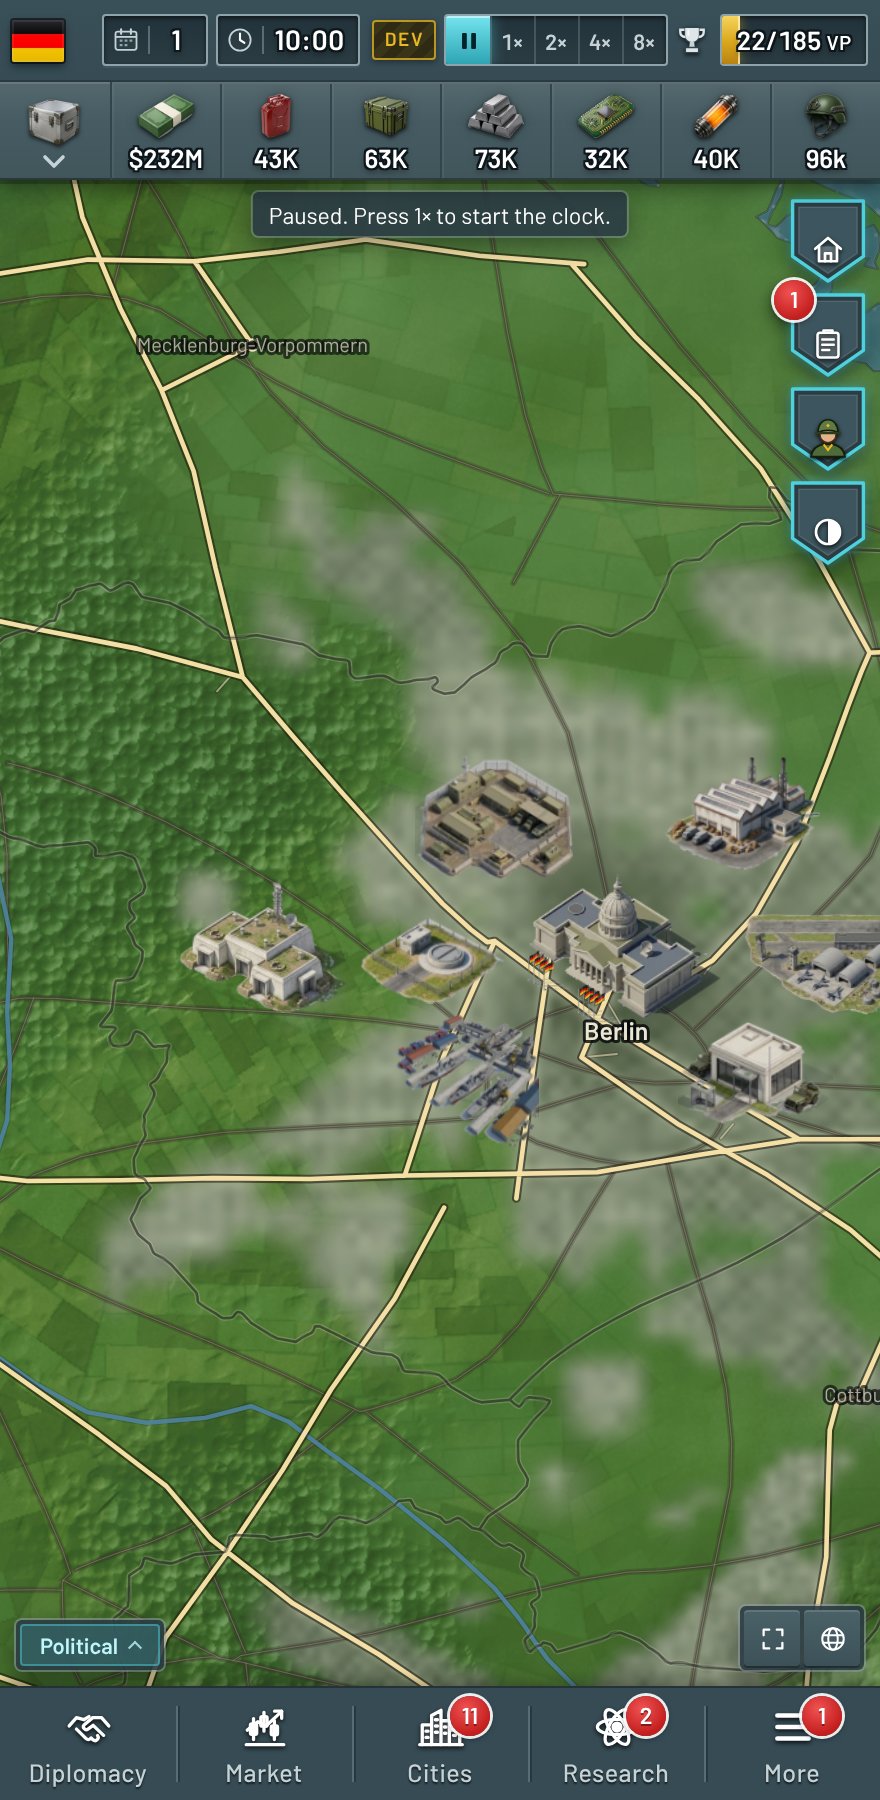 1
10:00
DEV
1×
2×
4×
8×
22/185 VP
$232M
43K
63K
73K
32K
40K
96k
Paused. Press 1× to start the clock.
1
Mecklenburg-Vorpommern
Berlin
Cottbu
Political
Diplomacy
Market
11
Cities
2
Research
1
More